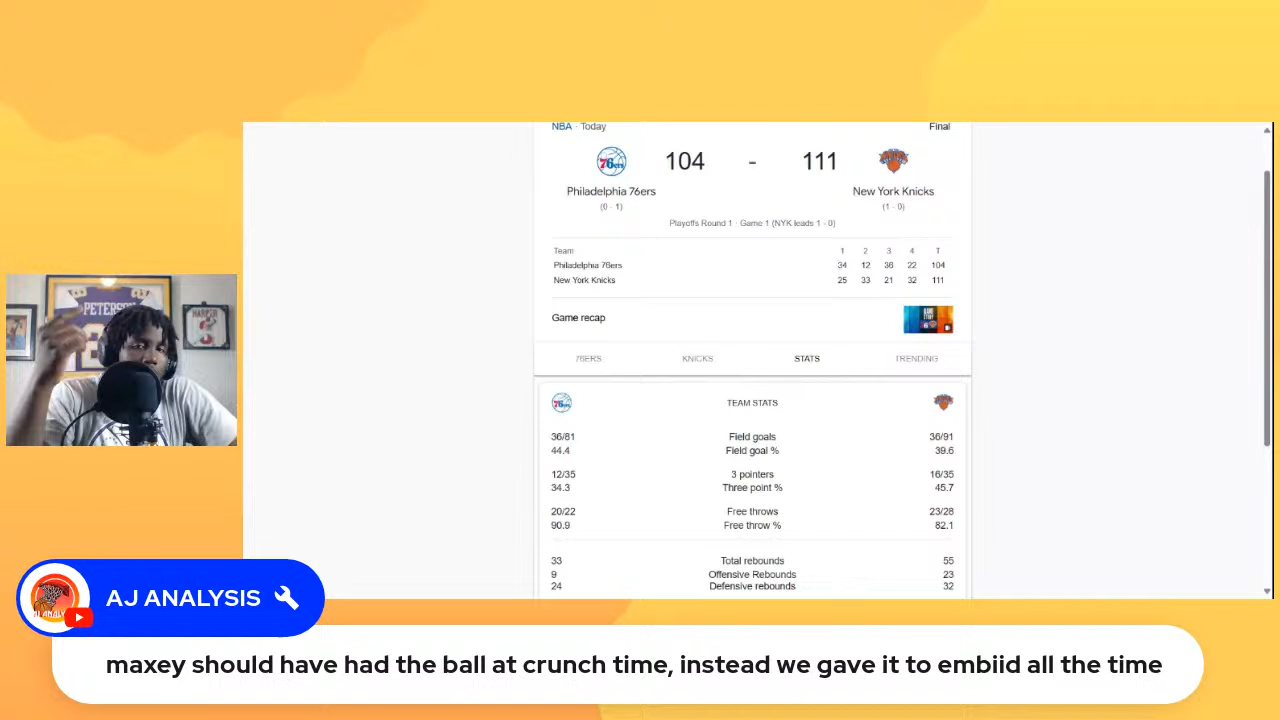 NBA · Today
Final
76ers
104 - 111
Philadelphia 76ers
New York Knicks
(0 - 1)
(1 - 0)
Playoffs Round 1 · Game 1 (NYK leads 1 - 0)
Team 1 2 3 4 T
Philadelphia 76ers 34 12 36 22 104
New York Knicks 25 33 21 32 111
Game recap
76ERS KNICKS STATS TRENDING
76 TEAM STATS
36/81 Field goals 36/91
44.4 Field goal % 39.6
12/35 3 pointers 16/35
34.3 Three point % 45.7
20/22 Free throws 23/28
90.9 Free throw % 82.1
33 Total rebounds 55
9 Offensive Rebounds 23
24 Defensive rebounds 32
PETERSON
HARPER
AJ ANALYSIS
maxey should have had the ball at crunch time, instead we gave it to embiid all the time